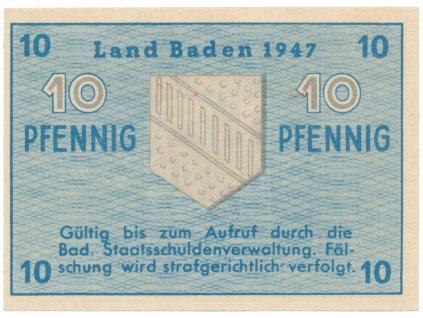 10 Land Baden 1947 10
10 10
PFENNIG PFENNIG
Gültig bis zum Aufruf durch die
Bad. Staatsschuldenverwaltung. Fäl-
10 schung wird strafgerichtlich verfolgt. 10